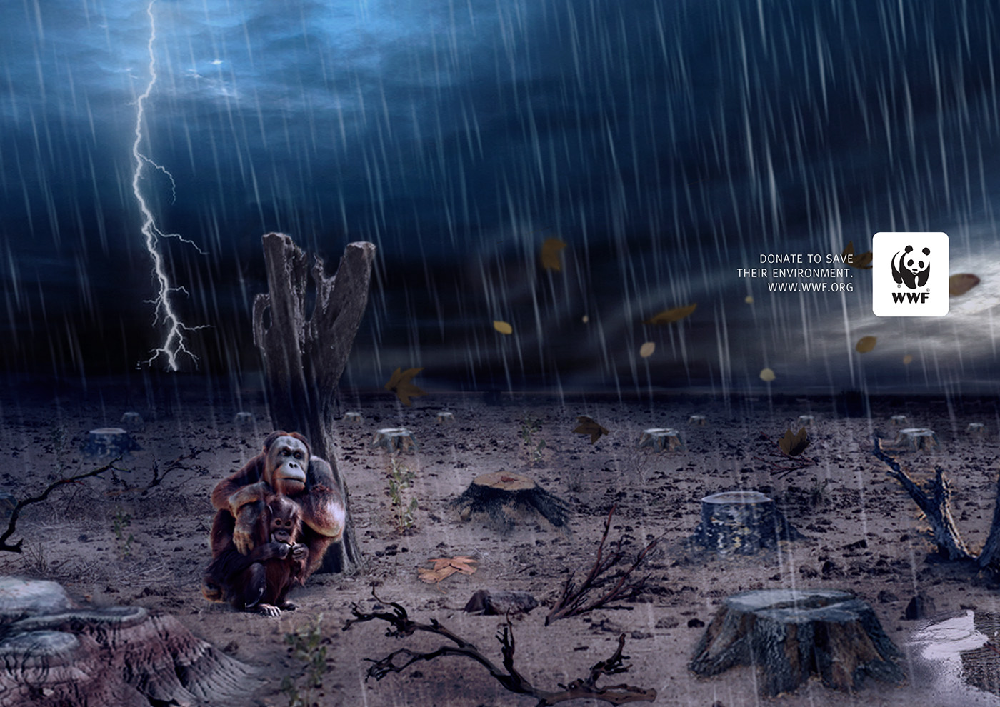 DONATE TO SAVE
THEIR ENVIRONMENT.
WWW.WWF.ORG
WWF